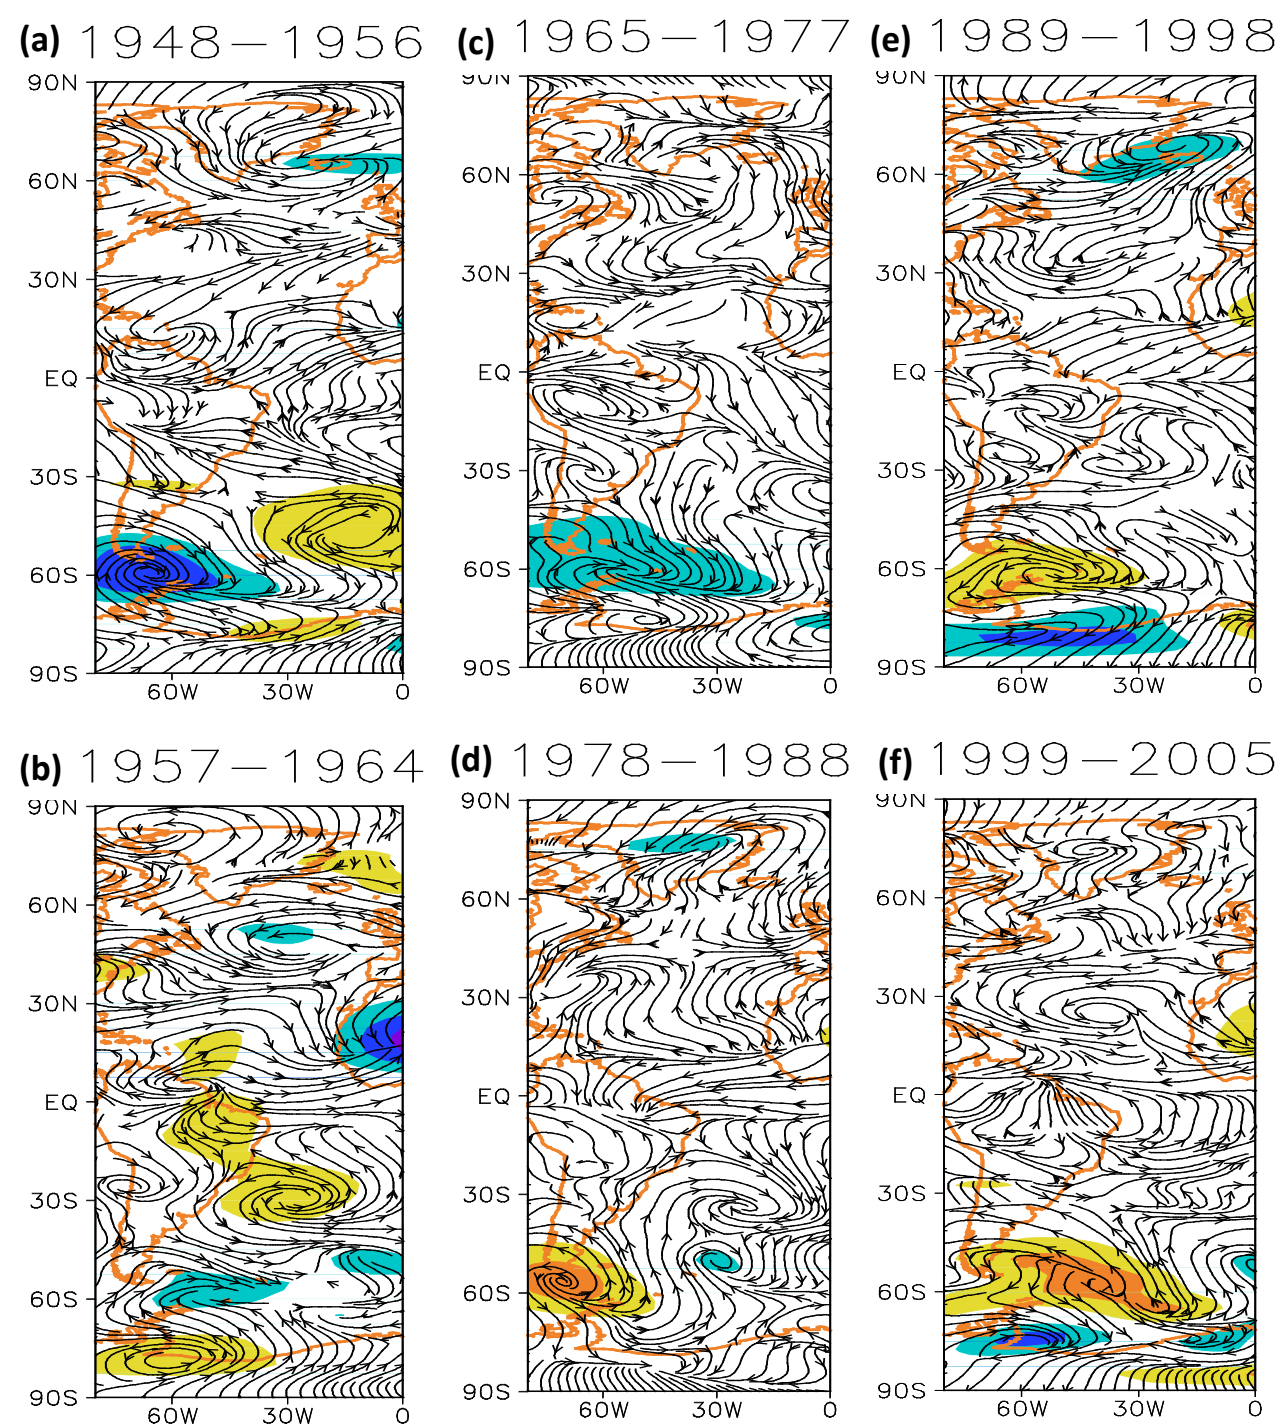 (a) 1948–1956
90N
60N
30N
EQ
30S
60S
90S
60W 30W 0
(c) 1965–1977
90N
60N
30N
EQ
30S
60S
90S
60W 30W 0
(e) 1989–1998
90N
60N
30N
EQ
30S
60S
90S
60W 30W 0
(b) 1957–1964
90N
60N
30N
EQ
30S
60S
90S
60W 30W 0
(d) 1978–1988
90N
60N
30N
EQ
30S
60S
90S
60W 30W 0
(f) 1999–2005
90N
60N
30N
EQ
30S
60S
90S
60W 30W 0